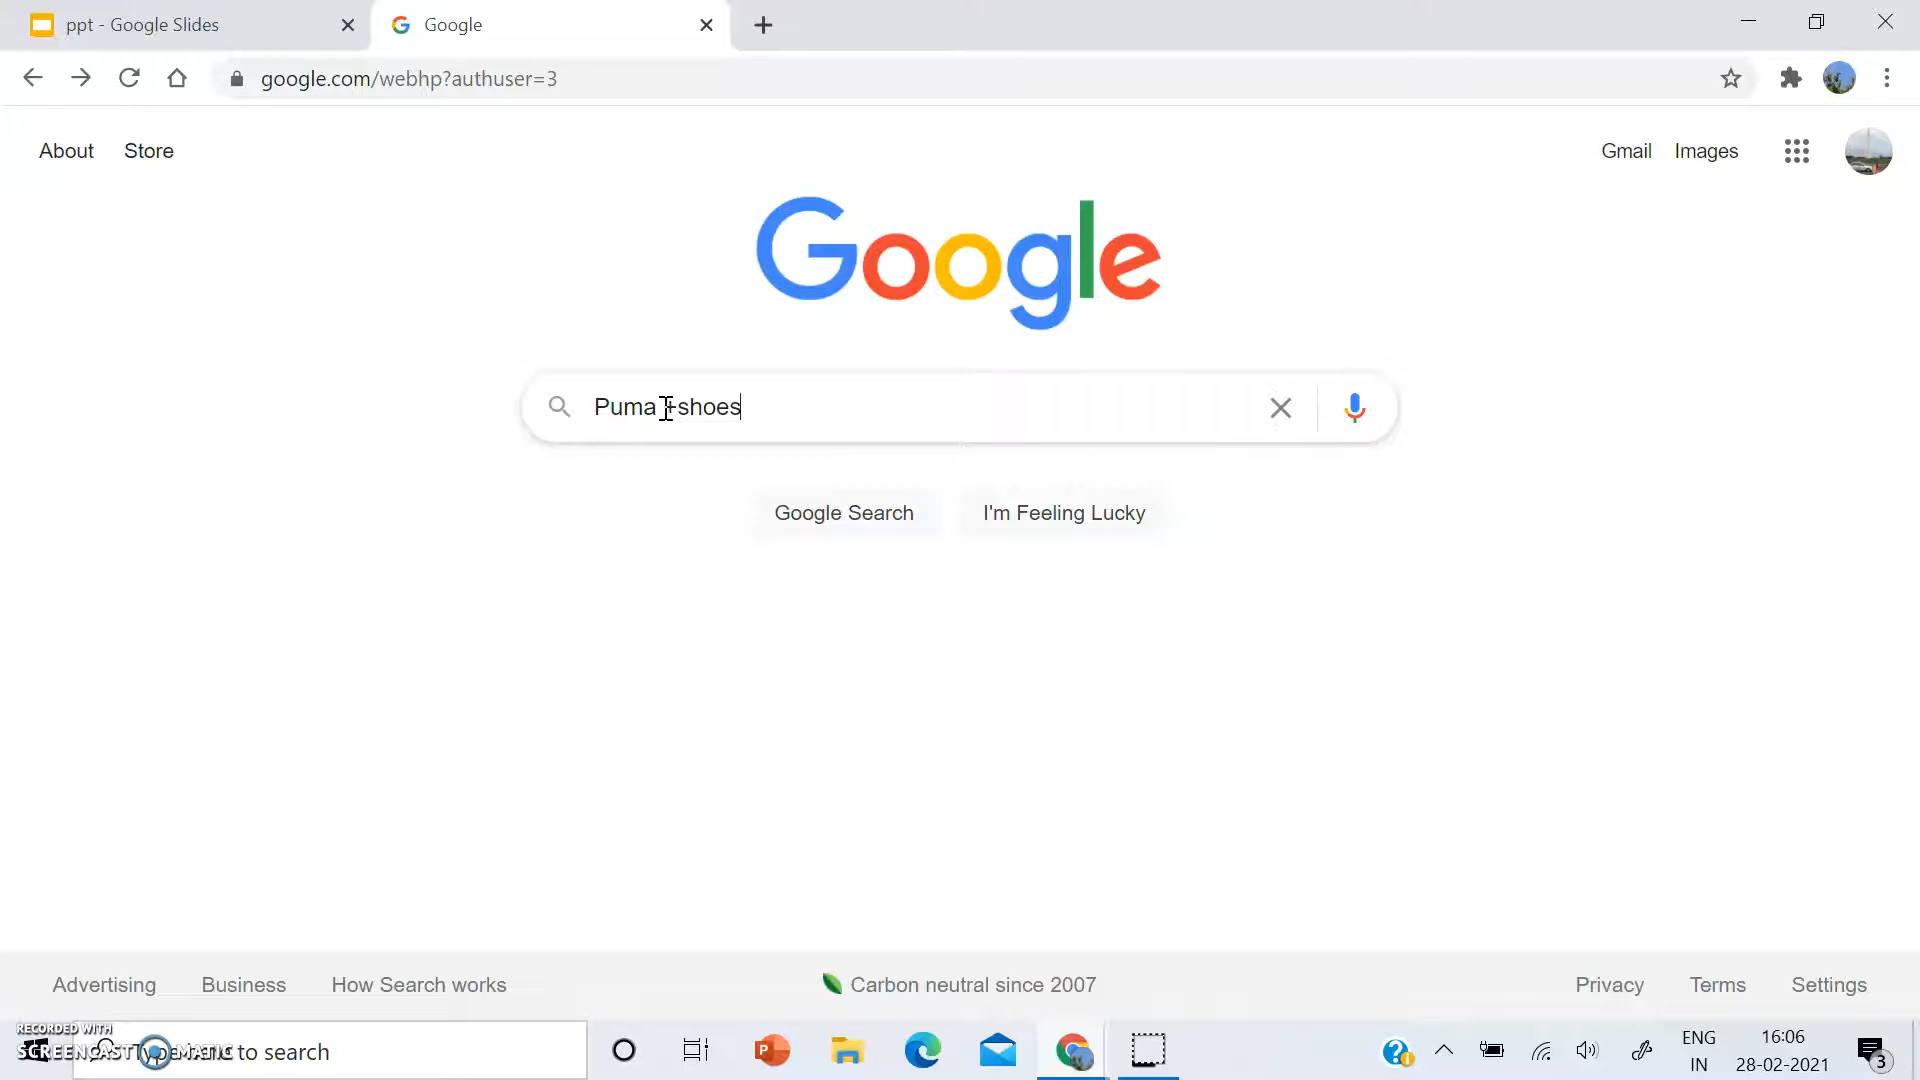 ppt - Google Slides
Google
google.com/webhp?authuser=3
About Store
Gmail Images
Google
Puma +shoes
Google Search I'm Feeling Lucky
Advertising Business How Search works
Carbon neutral since 2007
Privacy Terms Settings
RECORDED WITH
SCREENCAST MATIC
Type here to search
ENG
IN
16:06
28-02-2021
3